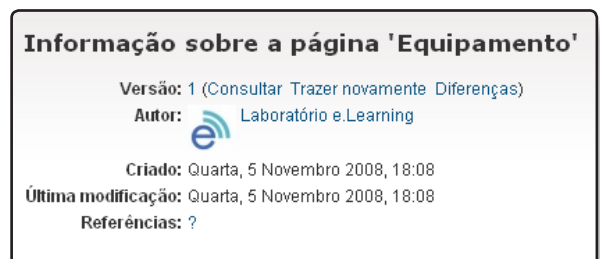 Informação sobre a página 'Equipamento'
Versão: 1 (Consultar Trazer novamente Diferenças)
Autor: Laboratório e.Learning
Criado: Quarta, 5 Novembro 2008, 18:08
Última modificação: Quarta, 5 Novembro 2008, 18:08
Referências: ?